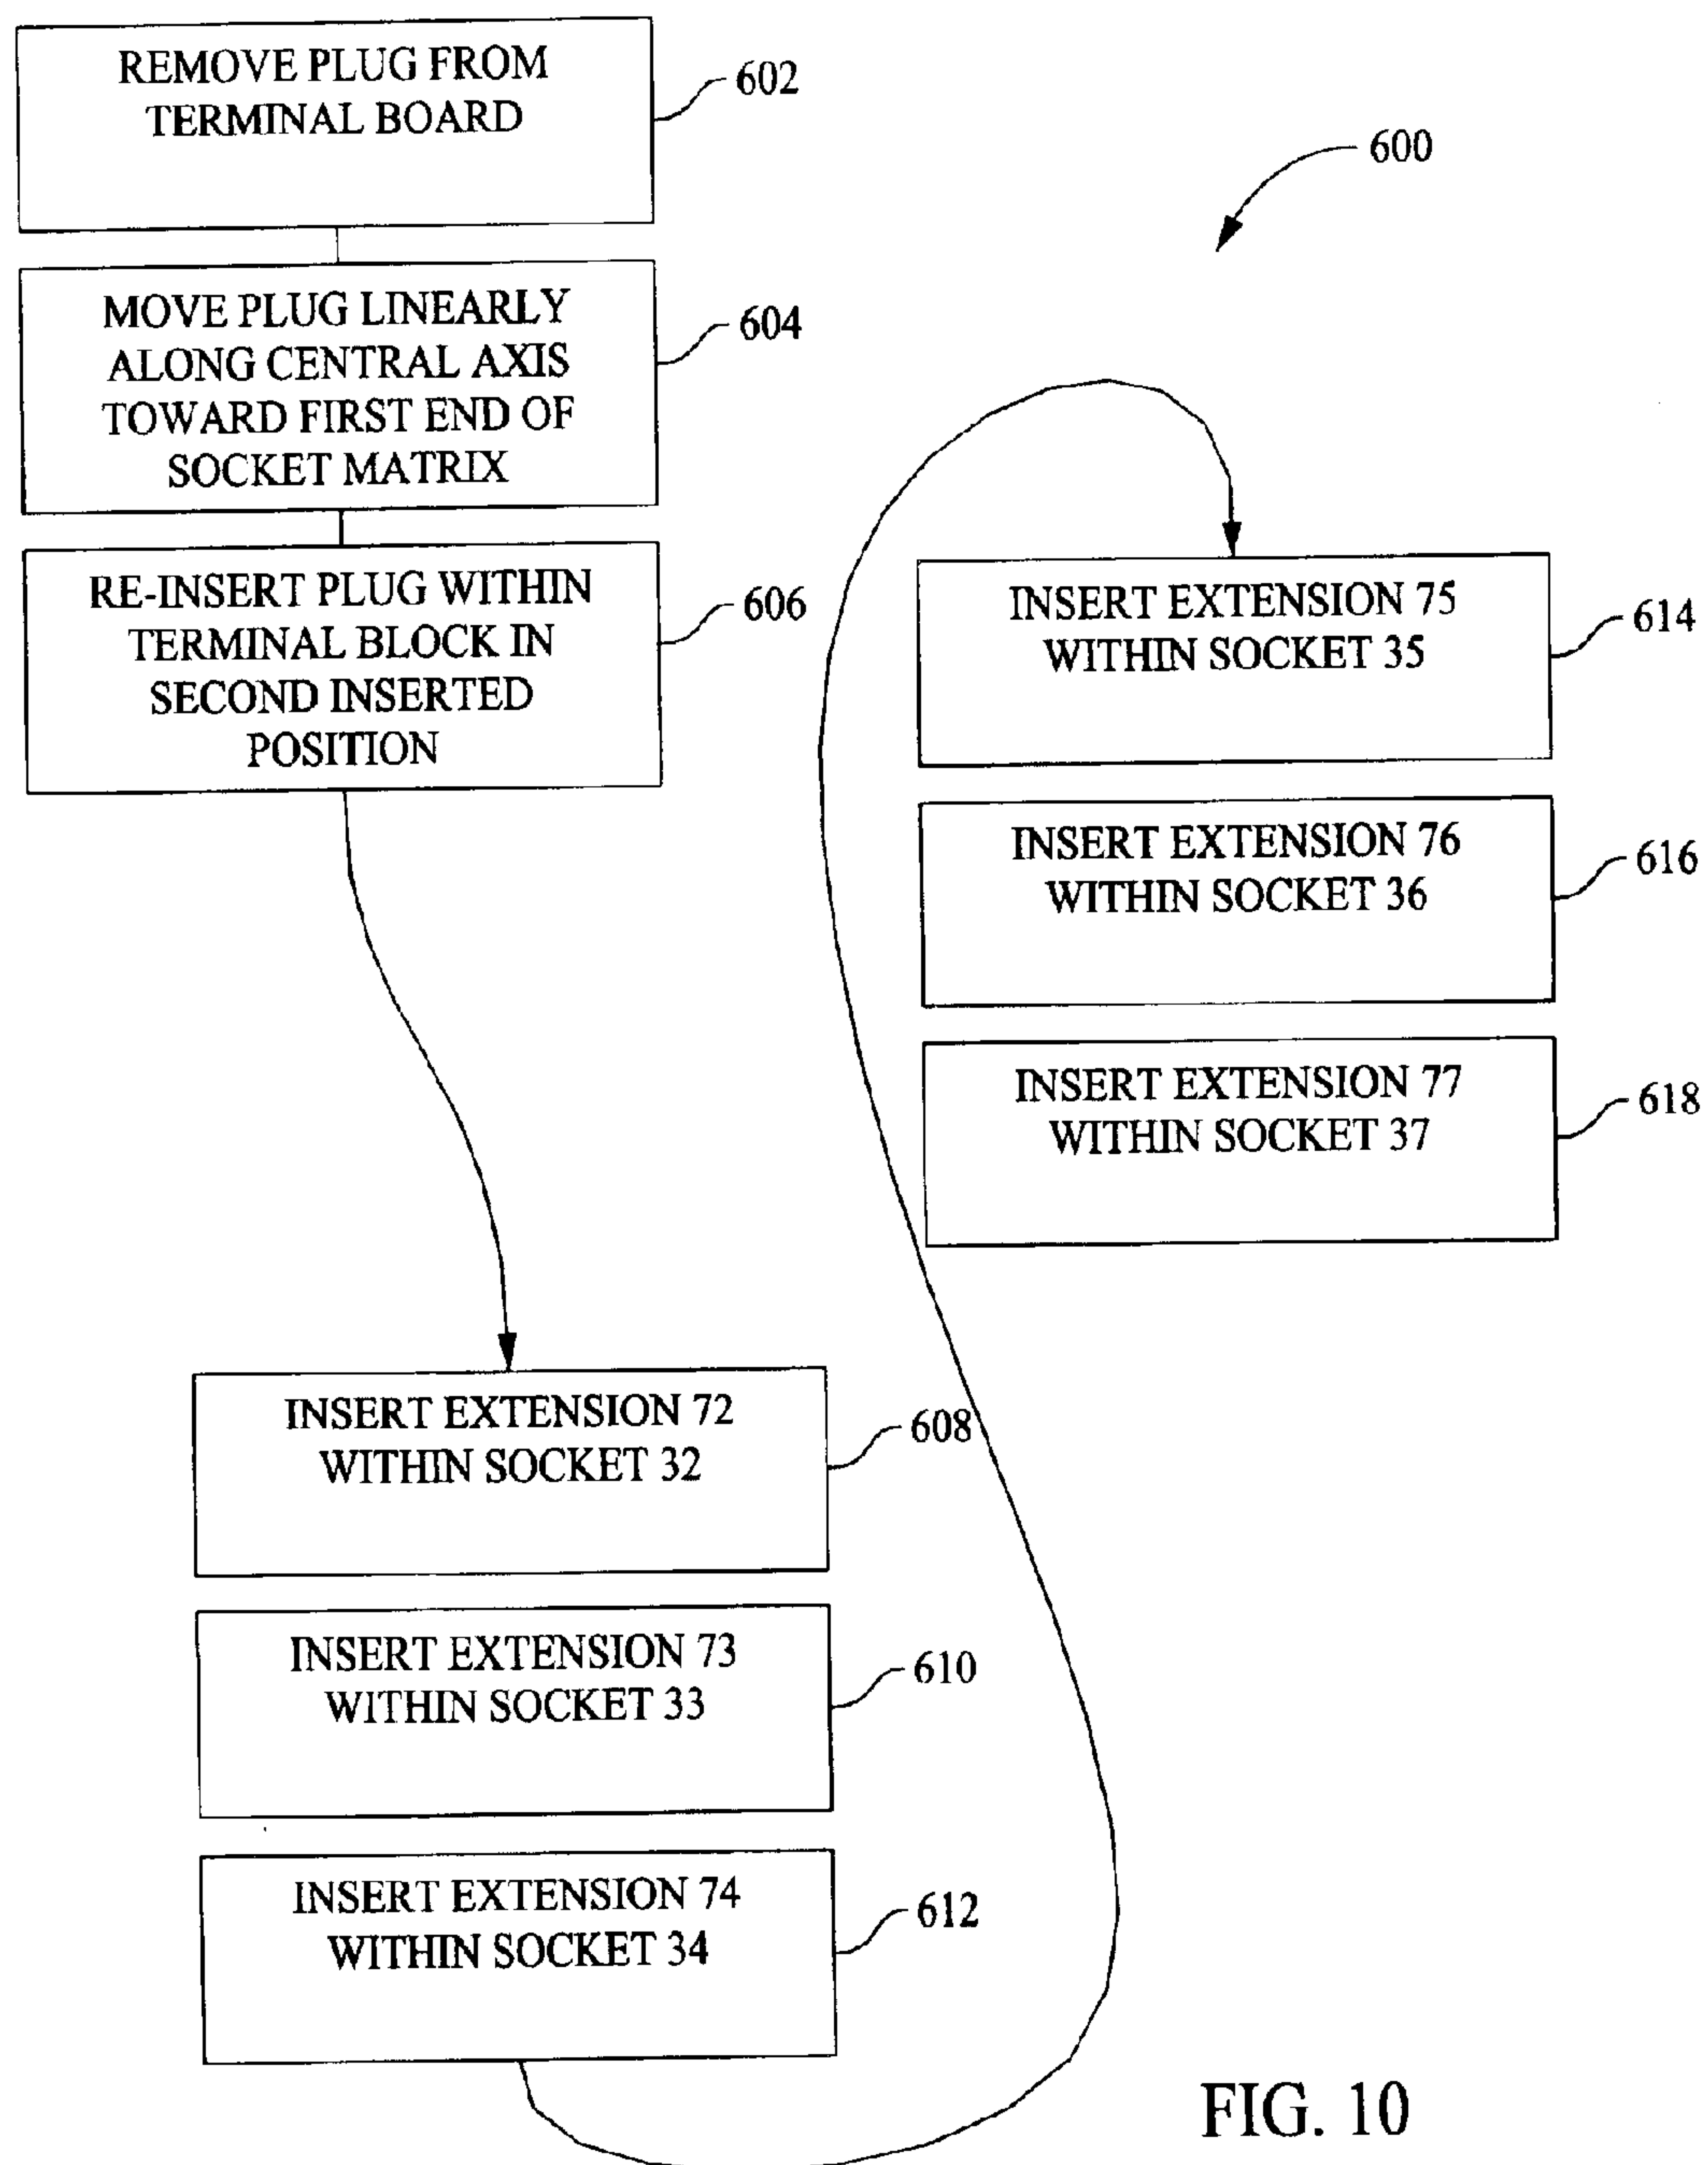 REMOVE PLUG FROM
TERMINAL BOARD
602
600
MOVE PLUG LINEARLY
ALONG CENTRAL AXIS
TOWARD FIRST END OF
SOCKET MATRIX
604
RE-INSERT PLUG WITHIN
TERMINAL BLOCK IN
SECOND INSERTED
POSITION
606
INSERT EXTENSION 72
WITHIN SOCKET 32
608
INSERT EXTENSION 73
WITHIN SOCKET 33
610
INSERT EXTENSION 74
WITHIN SOCKET 34
612
INSERT EXTENSION 75
WITHIN SOCKET 35
614
INSERT EXTENSION 76
WITHIN SOCKET 36
616
INSERT EXTENSION 77
WITHIN SOCKET 37
618
FIG. 10